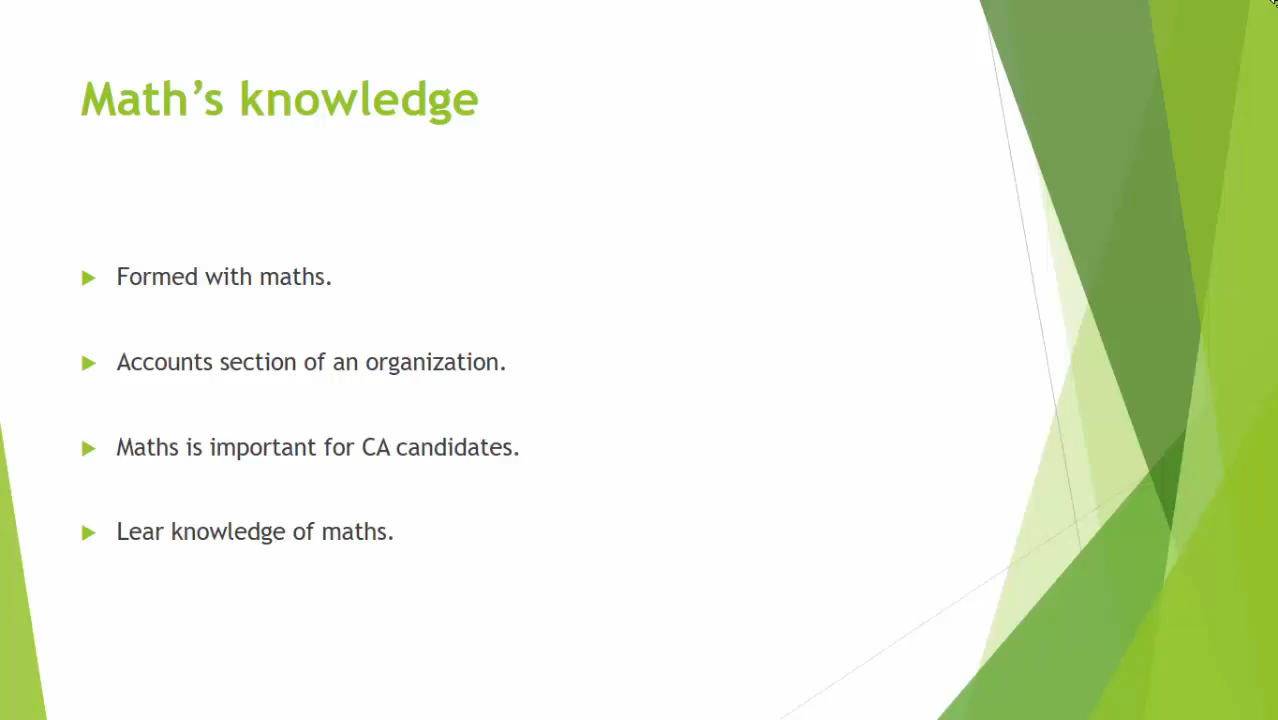 Math’s knowledge
Formed with maths.
Accounts section of an organization.
Maths is important for CA candidates.
Lear knowledge of maths.